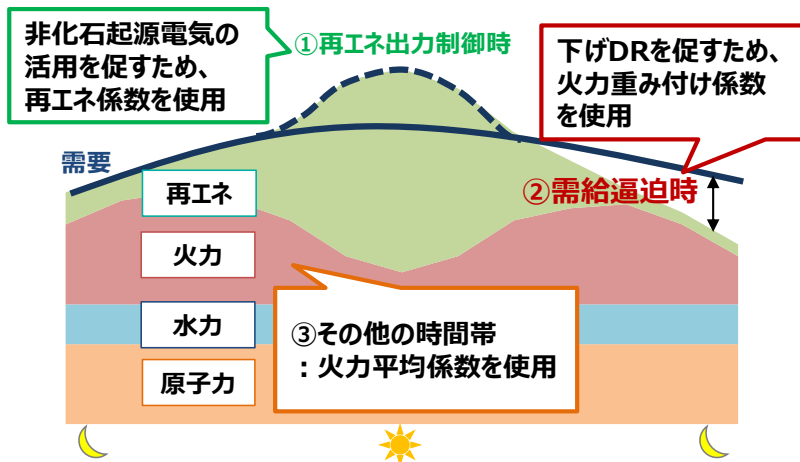 非化石起源電気の
活用を促すため、
再エネ係数を使用
①再エネ出力制御時
下げDRを促すため、
火力重み付け係数
を使用
需要
②需給逼迫時
再エネ
火力
水力
原子力
③その他の時間帯
：火力平均係数を使用